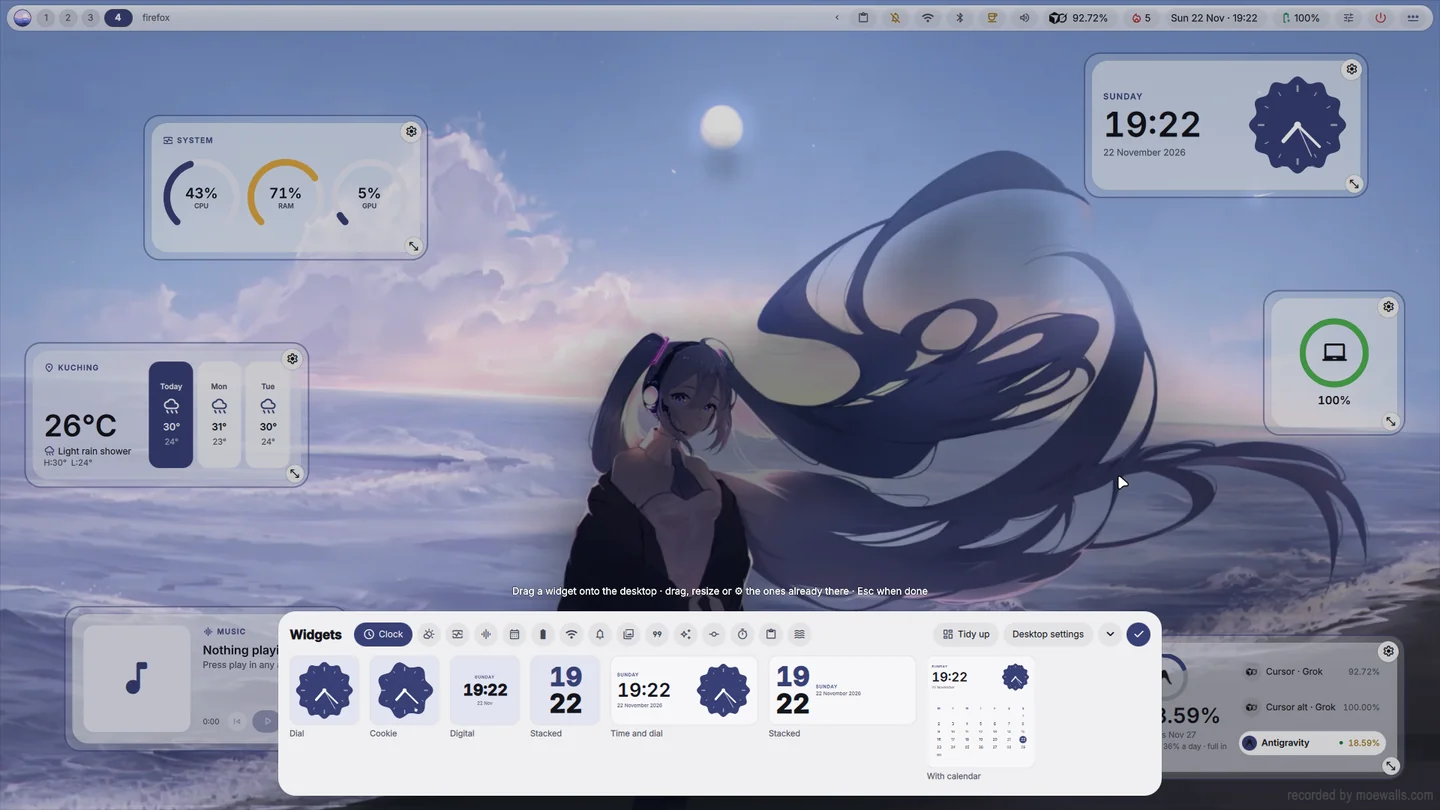 1 2 3 4 firefox
92.72% 5 Sun 22 Nov · 19:22 100%
SYSTEM
43% 71% 5%
CPU RAM GPU
SUNDAY
19:22
22 November 2026
KUCHING
26°C
Light rain shower
H:30° L:24°
Today Mon Tue
30° 31° 30°
24° 23° 24°
100%
Drag a widget onto the desktop · drag, resize or ⚙ the ones already there · Esc when done
MUSIC
Nothing playi
Press play in any
0:00
Widgets Clock 99 Tidy up Desktop settings
SUNDAY
19:22
22 Nov
19
22
SUNDAY
19:22
22 November 2026
19
22
SUNDAY
22 November 2026
SUNDAY
19:22
Dial Cookie Digital Stacked Time and dial Stacked
With calendar
8.59%
s Nov 27
36% a day · full in
Cursor · Grok 92.72%
Cursor alt · Grok 100.00%
Antigravity 18.59%
recorded by moewalls.com